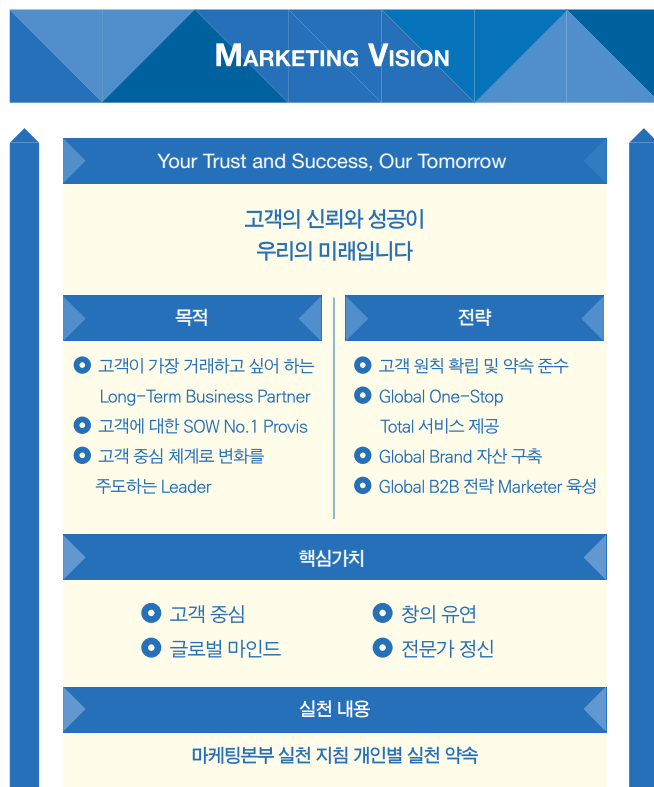 MARKETING VISION
Your Trust and Success, Our Tomorrow
고객의 신뢰와 성공이
우리의 미래입니다
목적
고객이 가장 거래하고 싶어 하는
Long-Term Business Partner
고객에 대한 SOW No.1 Provis
고객 중심 체계로 변화를
주도하는 Leader
전략
고객 원칙 확립 및 약속 준수
Global One-Stop
Total 서비스 제공
Global Brand 자산 구축
Global B2B 전략 Marketer 육성
핵심가치
고객 중심
창의 유연
글로벌 마인드
전문가 정신
실천 내용
마케팅본부 실천 지침 개인별 실천 약속